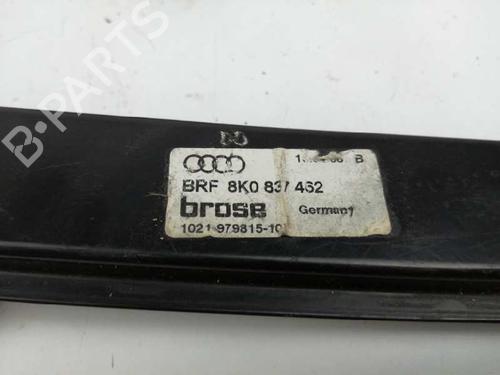 B
BRF 8K0 837 462
brose Germany
1021 979815-10
B PARTS